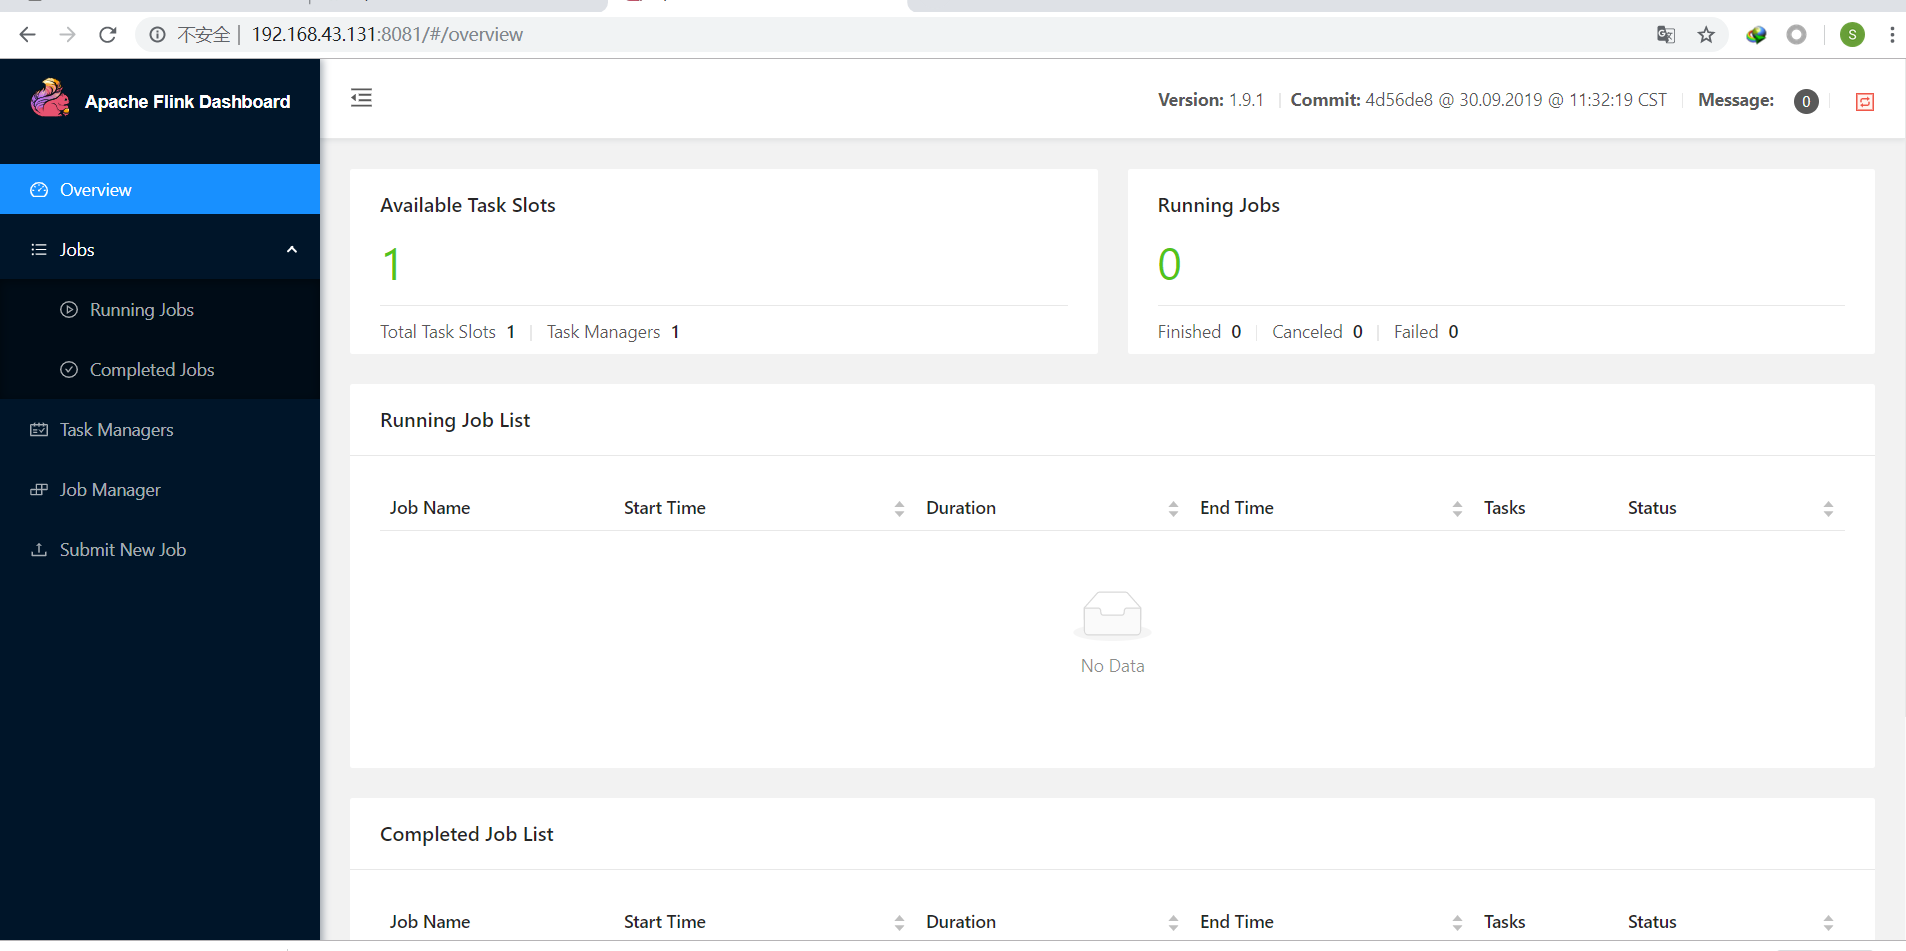 不安全 | 192.168.43.131:8081/#/overview
S
Apache Flink Dashboard
Version: 1.9.1 | Commit: 4d56de8 @ 30.09.2019 @ 11:32:19 CST | Message: 0
Overview
Jobs
Running Jobs
Completed Jobs
Task Managers
Job Manager
Submit New Job
Available Task Slots
1
Total Task Slots 1 | Task Managers 1
Running Jobs
0
Finished 0 | Canceled 0 | Failed 0
Running Job List
Job Name Start Time Duration End Time Tasks Status
No Data
Completed Job List
Job Name Start Time Duration End Time Tasks Status